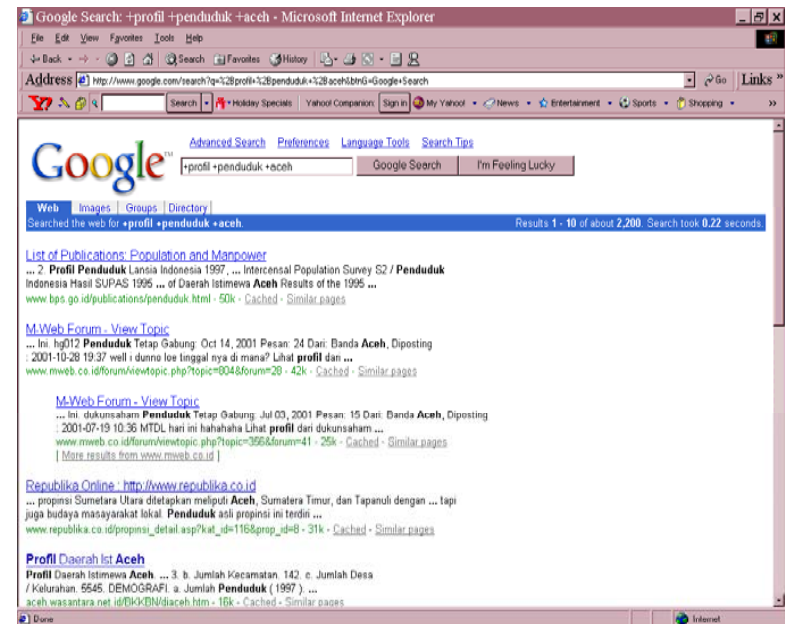 Google Search: +profil +penduduk +aceh - Microsoft Internet Explorer
File Edit View Favorites Tools Help
Back Search Favorites History
Address http://www.google.com/search?q=%2Bprofil+%2Bpenduduk+%2Baceh&btnG=Google+Search Go Links »
Y? Search Holiday Specials Yahoo! Companion: Sign in My Yahoo! News Entertainment Sports Shopping »
Google™
Advanced Search Preferences Language Tools Search Tips
+profil +penduduk +aceh Google Search I'm Feeling Lucky
Web Images Groups Directory
Searched the web for +profil +penduduk +aceh. Results 1 - 10 of about 2,200. Search took 0.22 seconds.
List of Publications: Population and Manpower
... 2. Profil Penduduk Lansia Indonesia 1997, ... Intercensal Population Survey S2 / Penduduk
Indonesia Hasil SUPAS 1995 ... of Daerah Istimewa Aceh Results of the 1995 ...
www.bps.go.id/publications/penduduk.html - 50k - Cached - Similar pages
M-Web Forum - View Topic
... Ini. hg012 Penduduk Tetap Gabung: Oct 14, 2001 Pesan: 24 Dari: Banda Aceh, Diposting
: 2001-10-28 19:37 well i dunno loe tinggal nya di mana? Lihat profil dari ...
www.mweb.co.id/forum/viewtopic.php?topic=804&forum=28 - 42k - Cached - Similar pages
M-Web Forum - View Topic
... Ini. dukunsaham Penduduk Tetap Gabung: Jul 03, 2001 Pesan: 15 Dari: Banda Aceh, Diposting
: 2001-07-19 10:36 MTDL hari ini hahahaha Lihat profil dari dukunsaham ...
www.mweb.co.id/forum/viewtopic.php?topic=356&forum=41 - 25k - Cached - Similar pages
[ More results from www.mweb.co.id ]
Republika Online : http://www.republika.co.id
... propinsi Sumetara Utara ditetapkan meliputi Aceh, Sumatera Timur, dan Tapanuli dengan ... tapi
juga budaya masayarakat lokal. Penduduk asli propinsi ini terdiri ...
www.republika.co.id/propinsi_detail.asp?kat_id=116&prop_id=8 - 31k - Cached - Similar pages
Profil Daerah Ist Aceh
Profil Daerah Istimewa Aceh. ... 3. b. Jumlah Kecamatan. 142. c. Jumlah Desa
/ Kelurahan. 5545. DEMOGRAFI. a. Jumlah Penduduk ( 1997 ). ...
aceh.wasantara.net.id/BKKBN/diaceh.htm - 16k - Cached - Similar pages
Done Internet